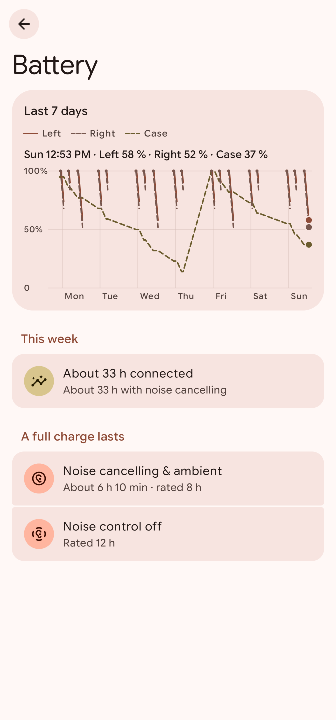 Battery
Last 7 days
Left Right Case
Sun 12:53 PM · Left 58 % · Right 52 % · Case 37 %
100%
50%
0
Mon Tue Wed Thu Fri Sat Sun
This week
About 33 h connected
About 33 h with noise cancelling
A full charge lasts
Noise cancelling & ambient
About 6 h 10 min · rated 8 h
Noise control off
Rated 12 h